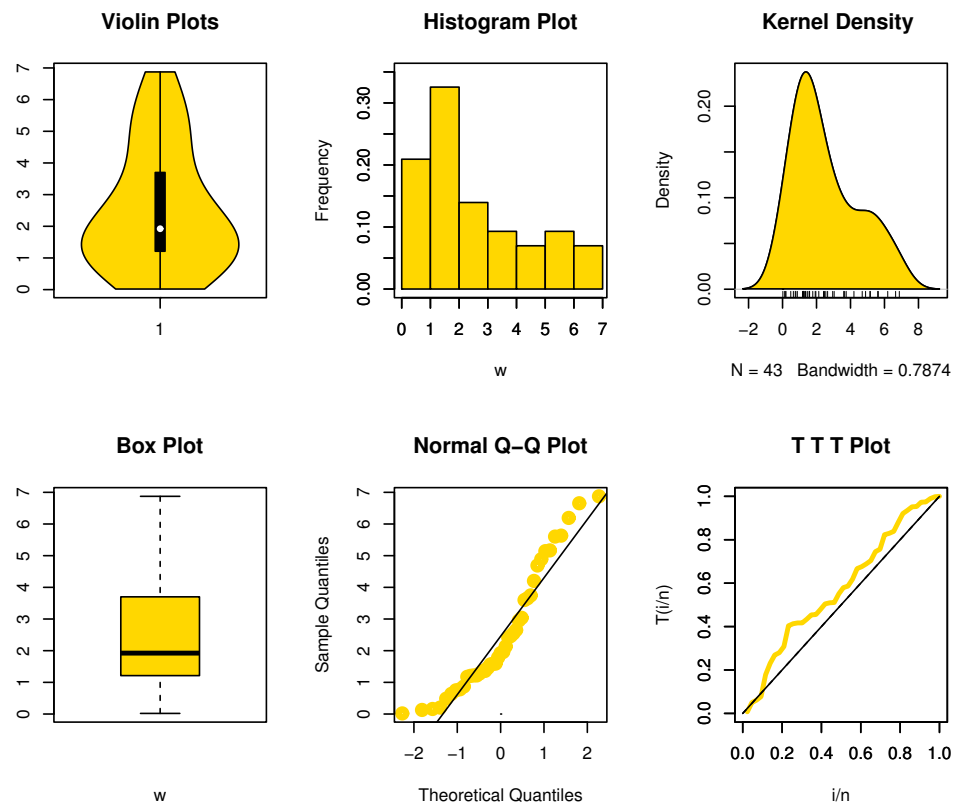 Violin Plots
0 1 2 3 4 5 6 7
1
Histogram Plot
Frequency
0.00 0.10 0.20 0.30
0 1 2 3 4 5 6 7
w
Kernel Density
Density
0.00 0.10 0.20
−2 0 2 4 6 8
N = 43 Bandwidth = 0.7874
Box Plot
0 1 2 3 4 5 6 7
w
Normal Q−Q Plot
Sample Quantiles
0 1 2 3 4 5 6 7
−2 −1 0 1 2
Theoretical Quantiles
T T T Plot
T(i/n)
0.0 0.2 0.4 0.6 0.8 1.0
0.0 0.2 0.4 0.6 0.8 1.0
i/n